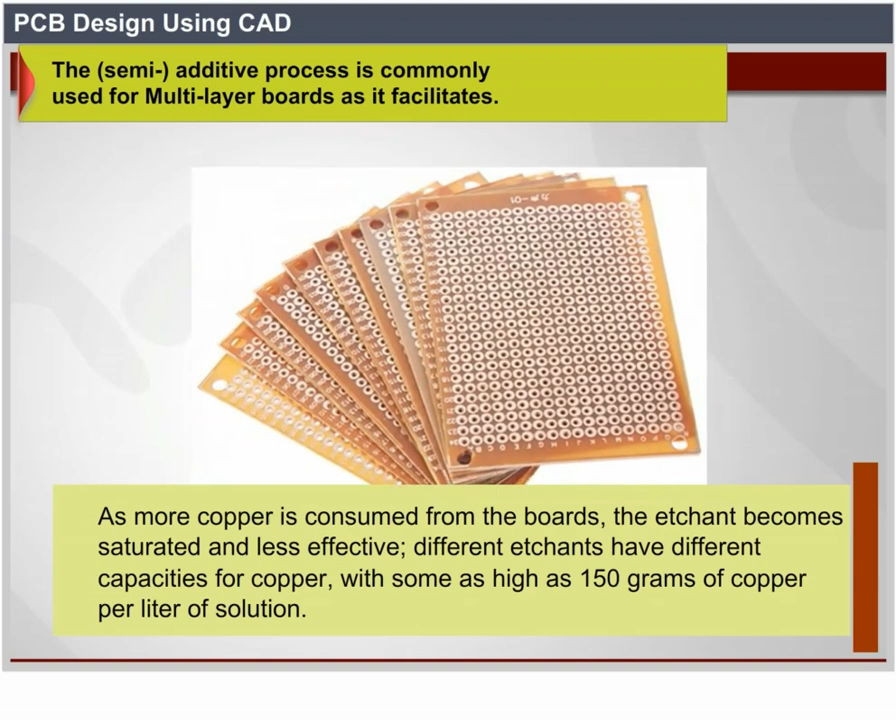 PCB Design Using CAD
The (semi-) additive process is commonly
used for Multi-layer boards as it facilitates.
As more copper is consumed from the boards, the etchant becomes
saturated and less effective; different etchants have different
capacities for copper, with some as high as 150 grams of copper
per liter of solution.